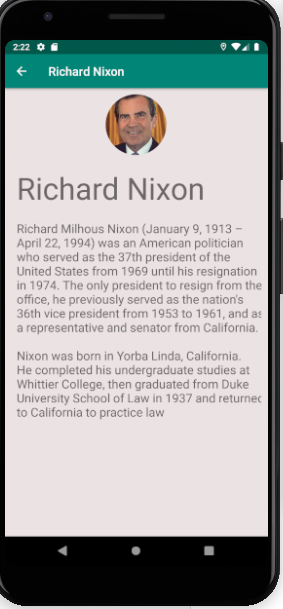 2:22
Richard Nixon
Richard Nixon
Richard Milhous Nixon (January 9, 1913 –
April 22, 1994) was an American politician
who served as the 37th president of the
United States from 1969 until his resignation
in 1974. The only president to resign from the
office, he previously served as the nation's
36th vice president from 1953 to 1961, and as
a representative and senator from California.
Nixon was born in Yorba Linda, California.
He completed his undergraduate studies at
Whittier College, then graduated from Duke
University School of Law in 1937 and returned
to California to practice law